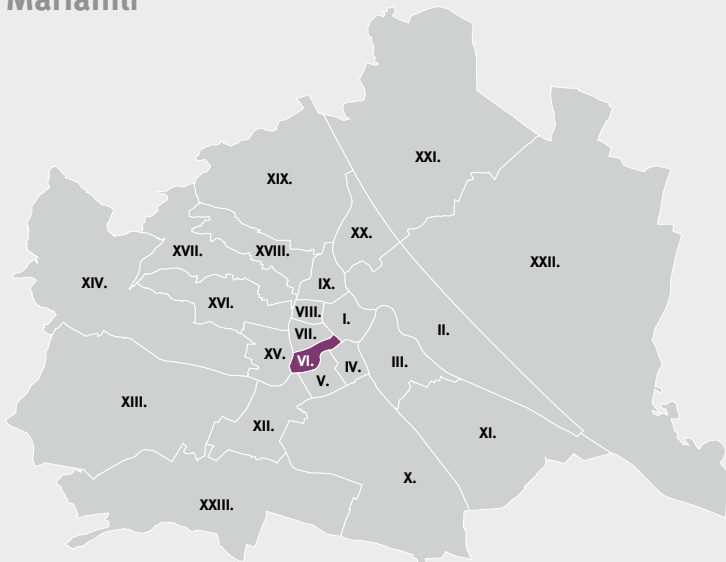 Mariahilf
XXI.
XIX.
XX.
XVII.
XVIII.
XXII.
XIV.
IX.
XVI.
VIII.
I.
II.
VII.
XV.
VI.
IV.
III.
V.
XIII.
XII.
XI.
X.
XXIII.